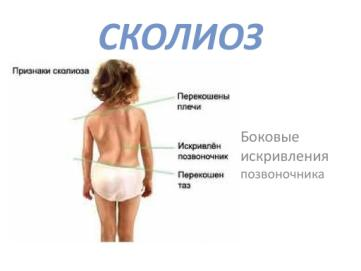 СКОЛИОЗ
Признаки сколиоза
Перекошены
плечи
Искривлён
позвоночник
Перекошен
таз
Боковые
искривления
позвоночника